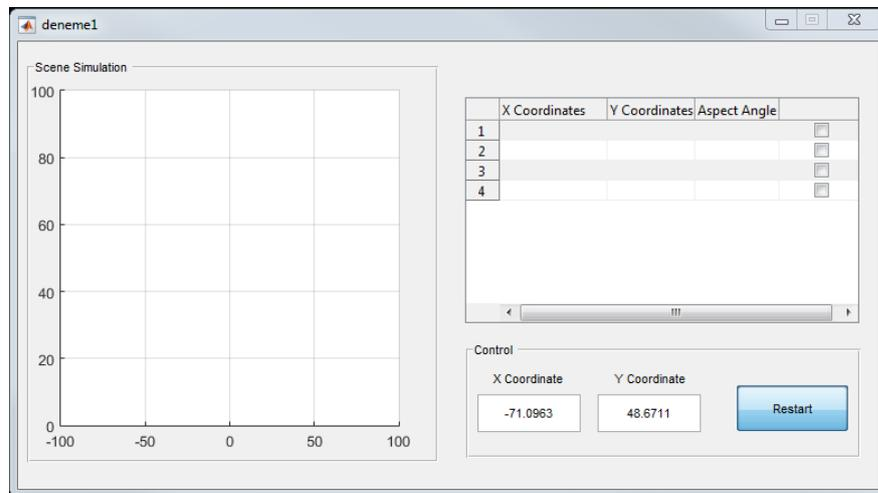 deneme1
Scene Simulation
100
80
60
40
20
0
-100 -50 0 50 100
X Coordinates Y Coordinates Aspect Angle
1
2
3
4
Control
X Coordinate Y Coordinate
-71.0963 48.6711 Restart